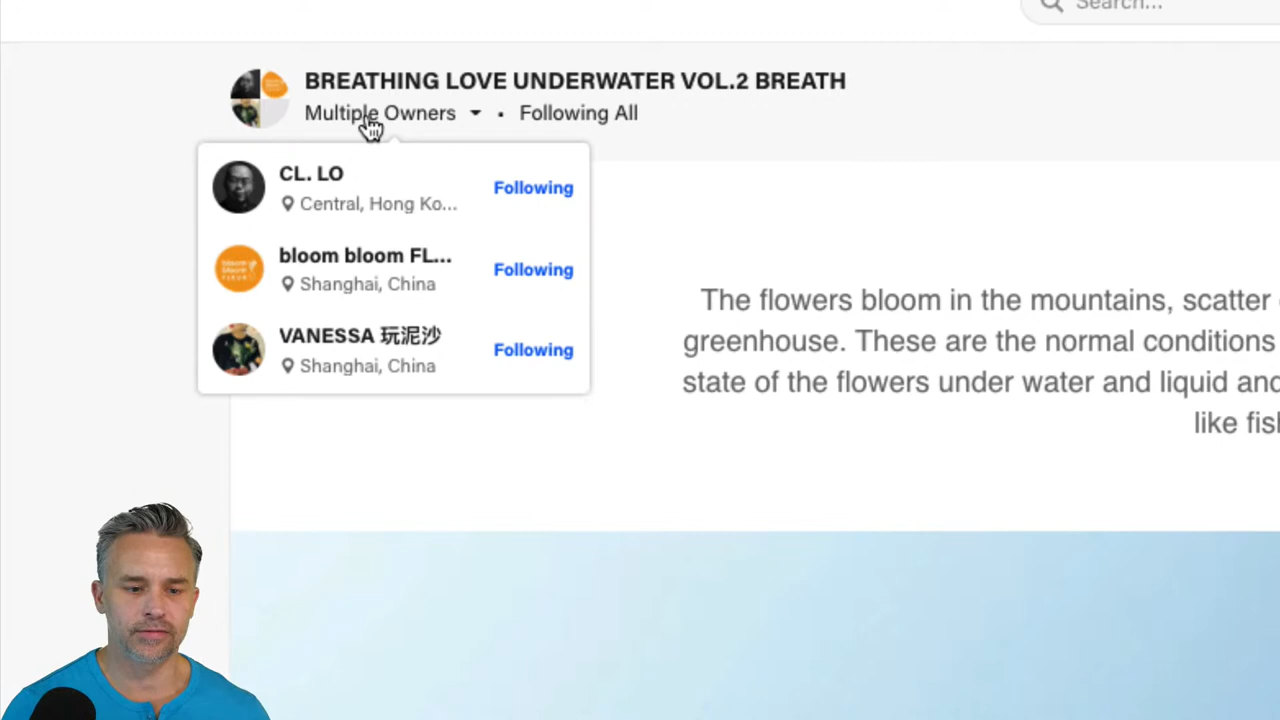 Search...
BREATHING LOVE UNDERWATER VOL.2 BREATH
Multiple Owners • Following All
CL. LO
Central, Hong Ko...
Following
bloom bloom FL...
Shanghai, China
Following
VANESSA 玩泥沙
Shanghai, China
Following
The flowers bloom in the mountains, scatter
greenhouse. These are the normal conditions
state of the flowers under water and liquid and
like fish
bloom
bloom